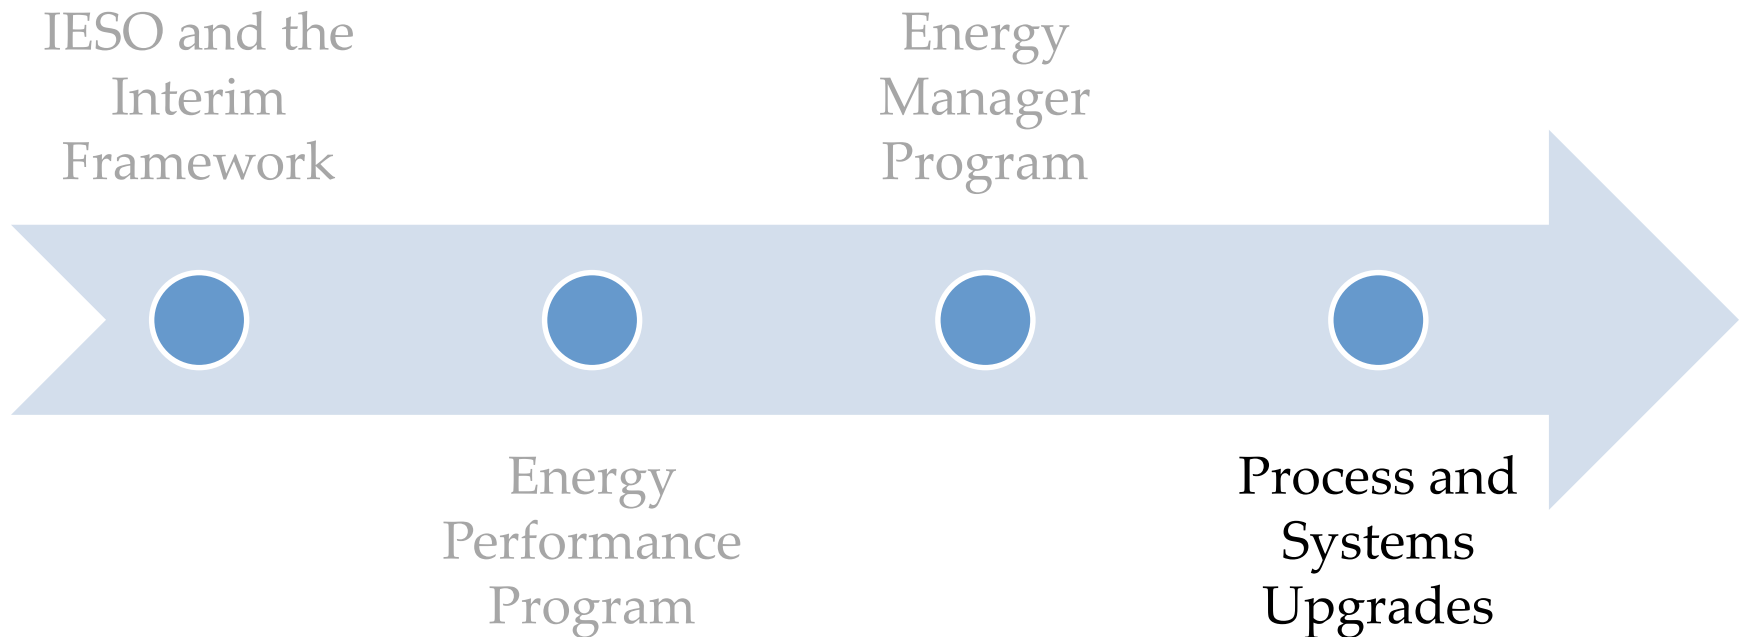 IESO and the
Interim
Framework
Energy
Performance
Program
Energy
Manager
Program
Process and
Systems
Upgrades